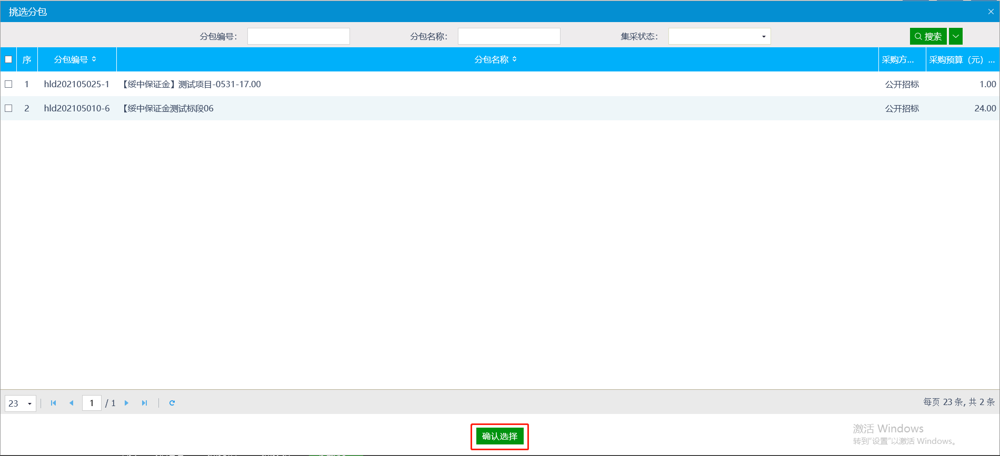 挑选分包
分包编号： 分包名称： 集采状态： 搜索
序 分包编号 分包名称 采购方... 采购预算（元） ...
1 hld202105025-1 【绥中保证金】测试项目-0531-17.00 公开招标 1.00
2 hld202105010-6 【绥中保证金测试标段06 公开招标 24.00
23 1 / 1 每页 23 条, 共 2 条
确认选择
激活 Windows
转到"设置"以激活 Windows。